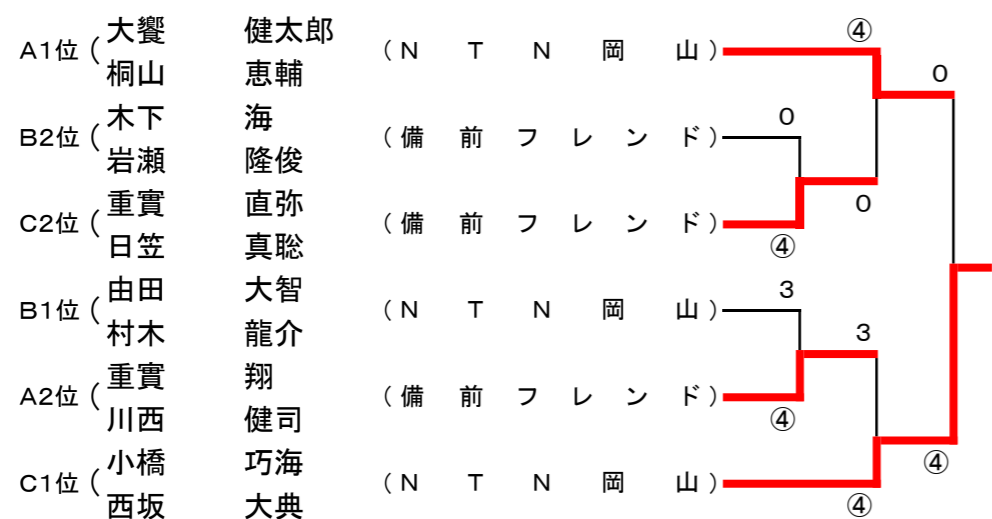 ④
大饗 健太郎
A1位 ( (NTN岡山)
桐山 恵輔
0
木下 海
0
B2位 ( (備前フレンド)
岩瀬 隆俊
重實 直弥
0
C2位 ( (備前フレンド)
日笠 真聡
④
由田 大智
3
B1位 ( (NTN岡山)
村木 龍介
3
重實 翔
A2位 ( (備前フレンド)
川西 健司
④
小橋 巧海
④
C1位 ( (NTN岡山)
西坂 大典
④